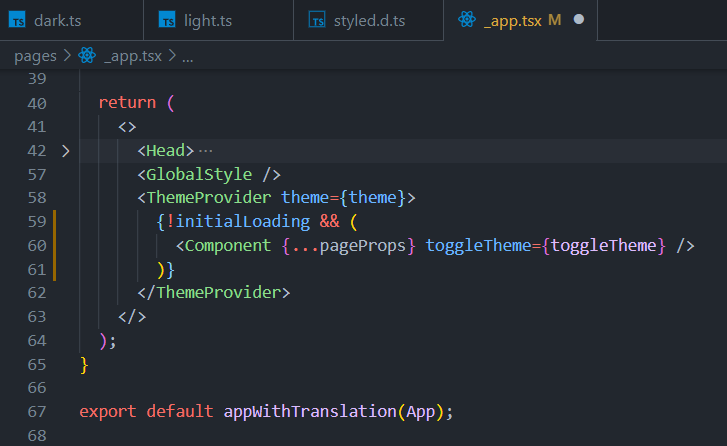 TS dark.ts TS light.ts TS styled.d.ts _app.tsx M
pages > _app.tsx > ...
39
40 return (
41 <>
42 <Head>···
57 <GlobalStyle />
58 <ThemeProvider theme={theme}>
59 {!initialLoading && (
60 <Component {...pageProps} toggleTheme={toggleTheme} />
61 )}
62 </ThemeProvider>
63 </>
64 );
65 }
66
67 export default appWithTranslation(App);
68